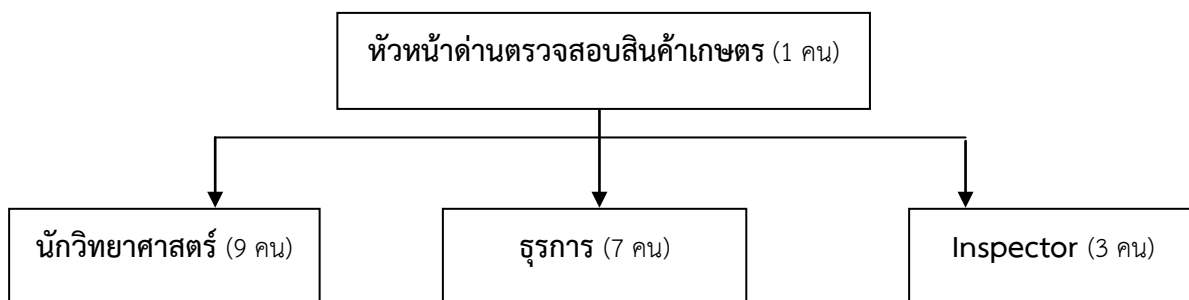 หัวหน้าด่านตรวจสอบสินค้าเกษตร (1 คน)
นักวิทยาศาสตร์ (9 คน)
ธุรการ (7 คน)
Inspector (3 คน)